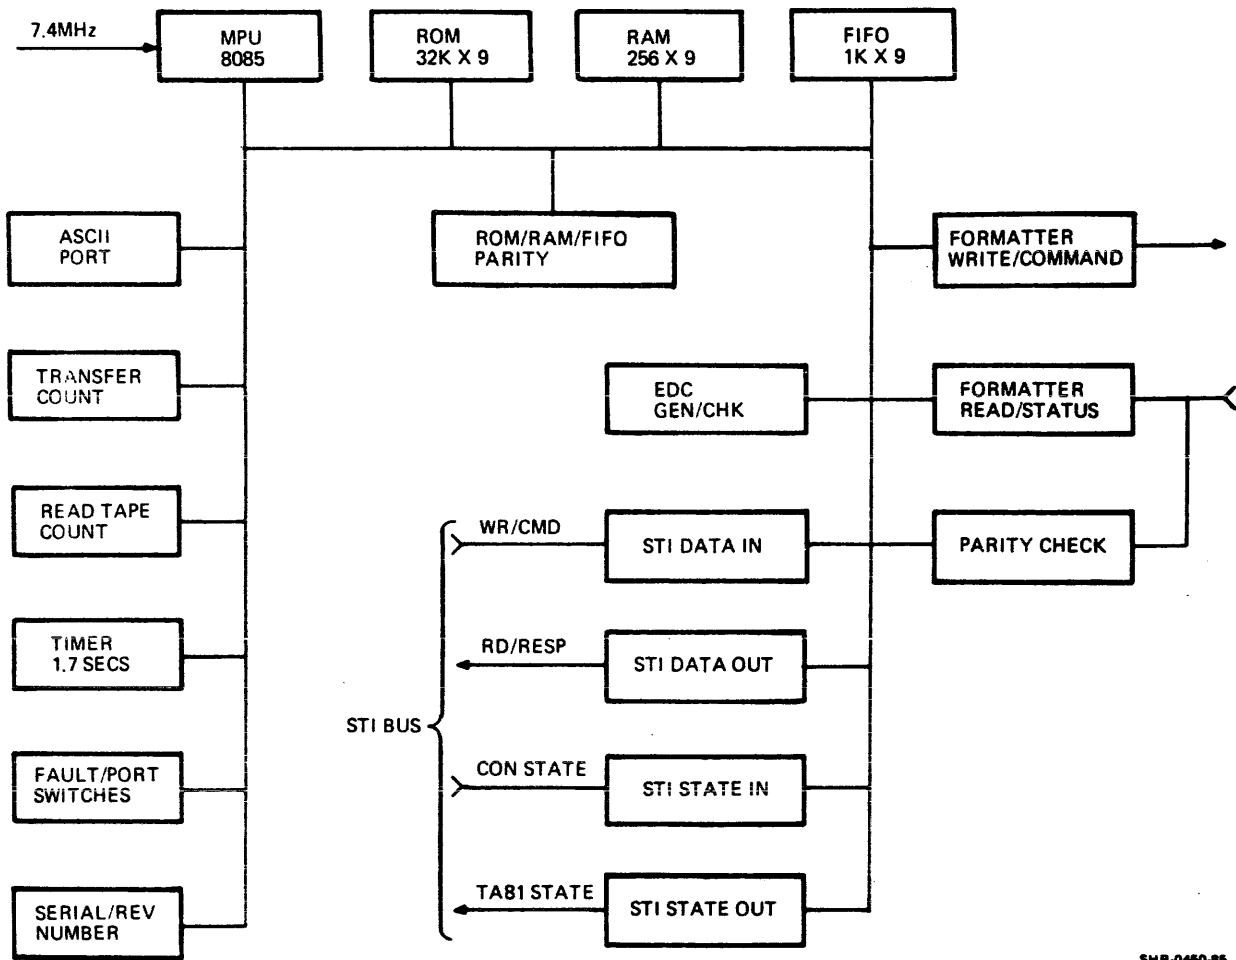 7.4MHz
MPU
8085
ROM
32K X 9
RAM
256 X 9
FIFO
1K X 9
ASCII
PORT
ROM/RAM/FIFO
PARITY
FORMATTER
WRITE/COMMAND
TRANSFER
COUNT
EDC
GEN/CHK
FORMATTER
READ/STATUS
READ TAPE
COUNT
WR/CMD
STI DATA IN
PARITY CHECK
TIMER
1.7 SECS
RD/RESP
STI DATA OUT
STI BUS
FAULT/PORT
SWITCHES
CON STATE
STI STATE IN
SERIAL/REV
NUMBER
TA81 STATE
STI STATE OUT
SHR-0450-85